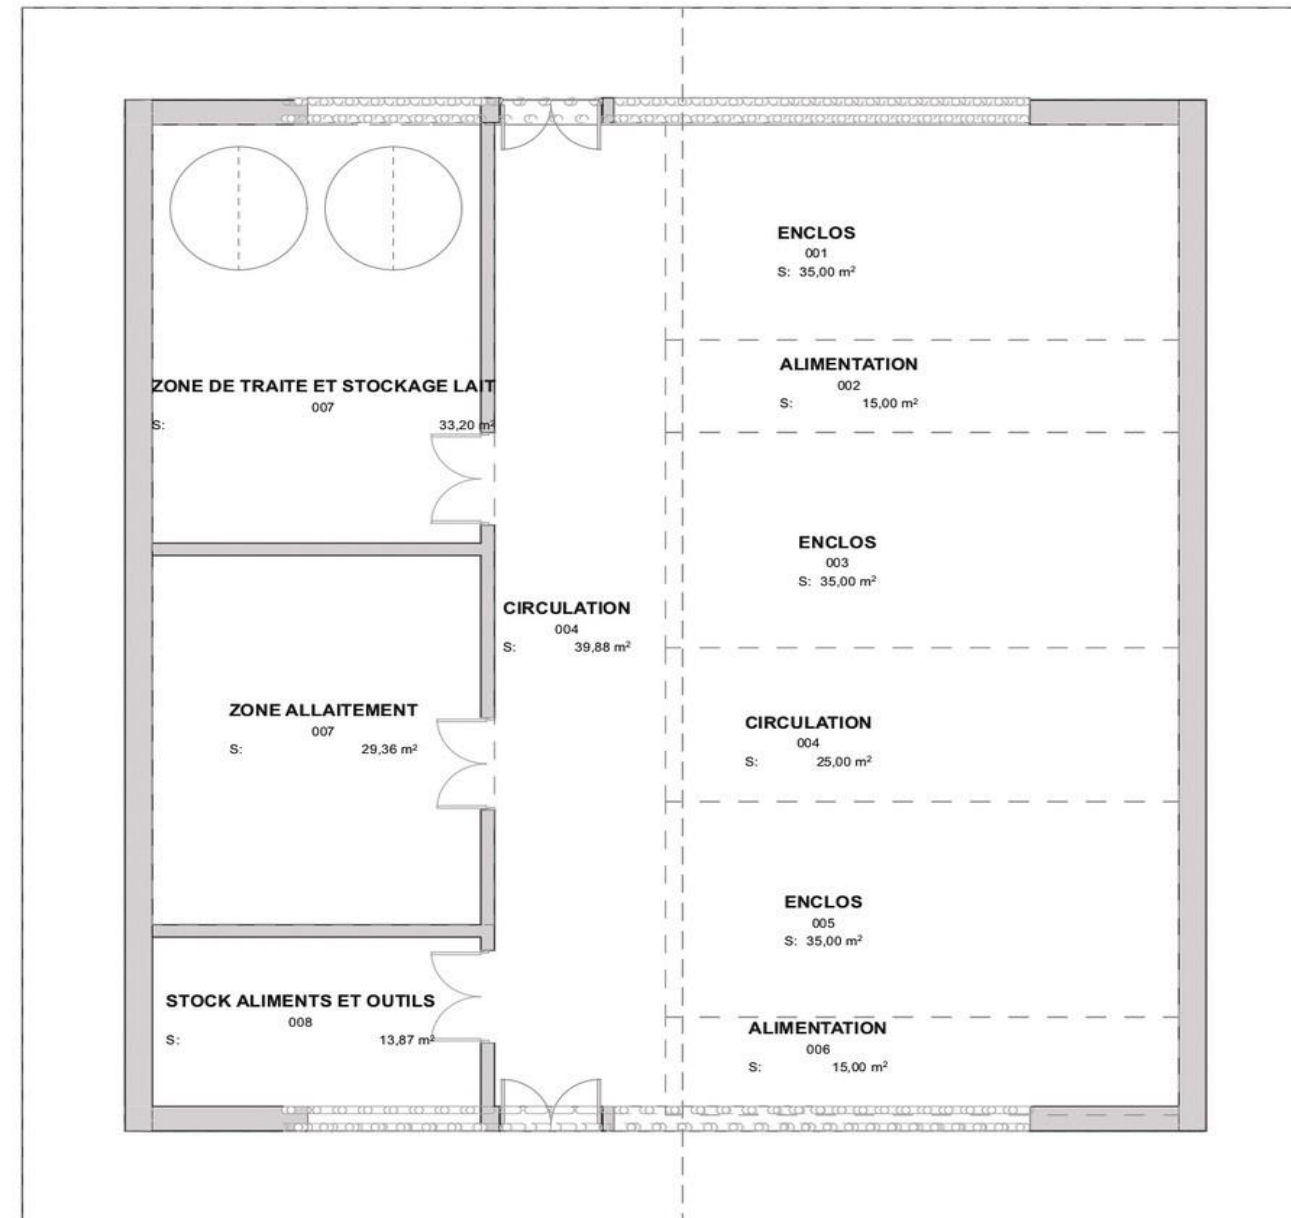 ENCLOS
001
S: 35,00 m²
ALIMENTATION
002
S: 15,00 m²
ZONE DE TRAITE ET STOCKAGE LAIT
007
S: 33,20 m²
ENCLOS
003
S: 35,00 m²
CIRCULATION
004
S: 39,88 m²
ZONE ALLAITEMENT
007
S: 29,36 m²
CIRCULATION
004
S: 25,00 m²
ENCLOS
005
S: 35,00 m²
STOCK ALIMENTS ET OUTILS
008
S: 13,87 m²
ALIMENTATION
006
S: 15,00 m²